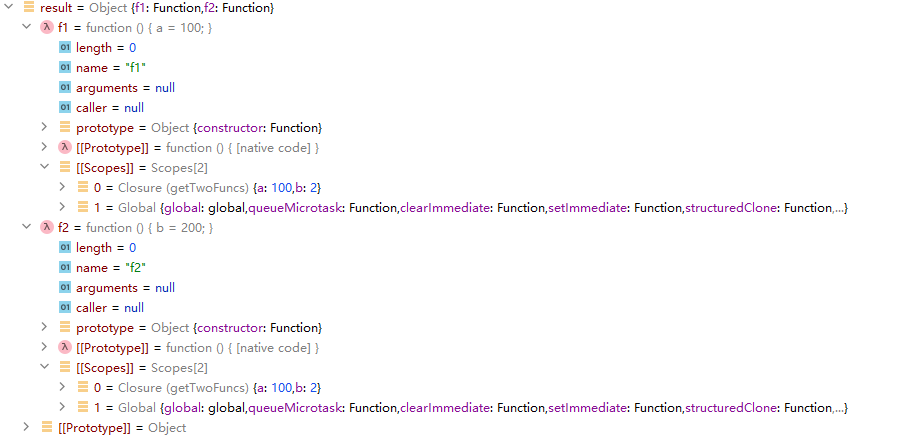 result = Object {f1: Function,f2: Function}
λ f1 = function () { a = 100; }
01 length = 0
01 name = "f1"
01 arguments = null
01 caller = null
prototype = Object {constructor: Function}
λ [[Prototype]] = function () { [native code] }
[[Scopes]] = Scopes[2]
0 = Closure (getTwoFuncs) {a: 100,b: 2}
1 = Global {global: global,queueMicrotask: Function,clearImmediate: Function,setImmediate: Function,structuredClone: Function,...}
λ f2 = function () { b = 200; }
01 length = 0
01 name = "f2"
01 arguments = null
01 caller = null
prototype = Object {constructor: Function}
λ [[Prototype]] = function () { [native code] }
[[Scopes]] = Scopes[2]
0 = Closure (getTwoFuncs) {a: 100,b: 2}
1 = Global {global: global,queueMicrotask: Function,clearImmediate: Function,setImmediate: Function,structuredClone: Function,...}
[[Prototype]] = Object